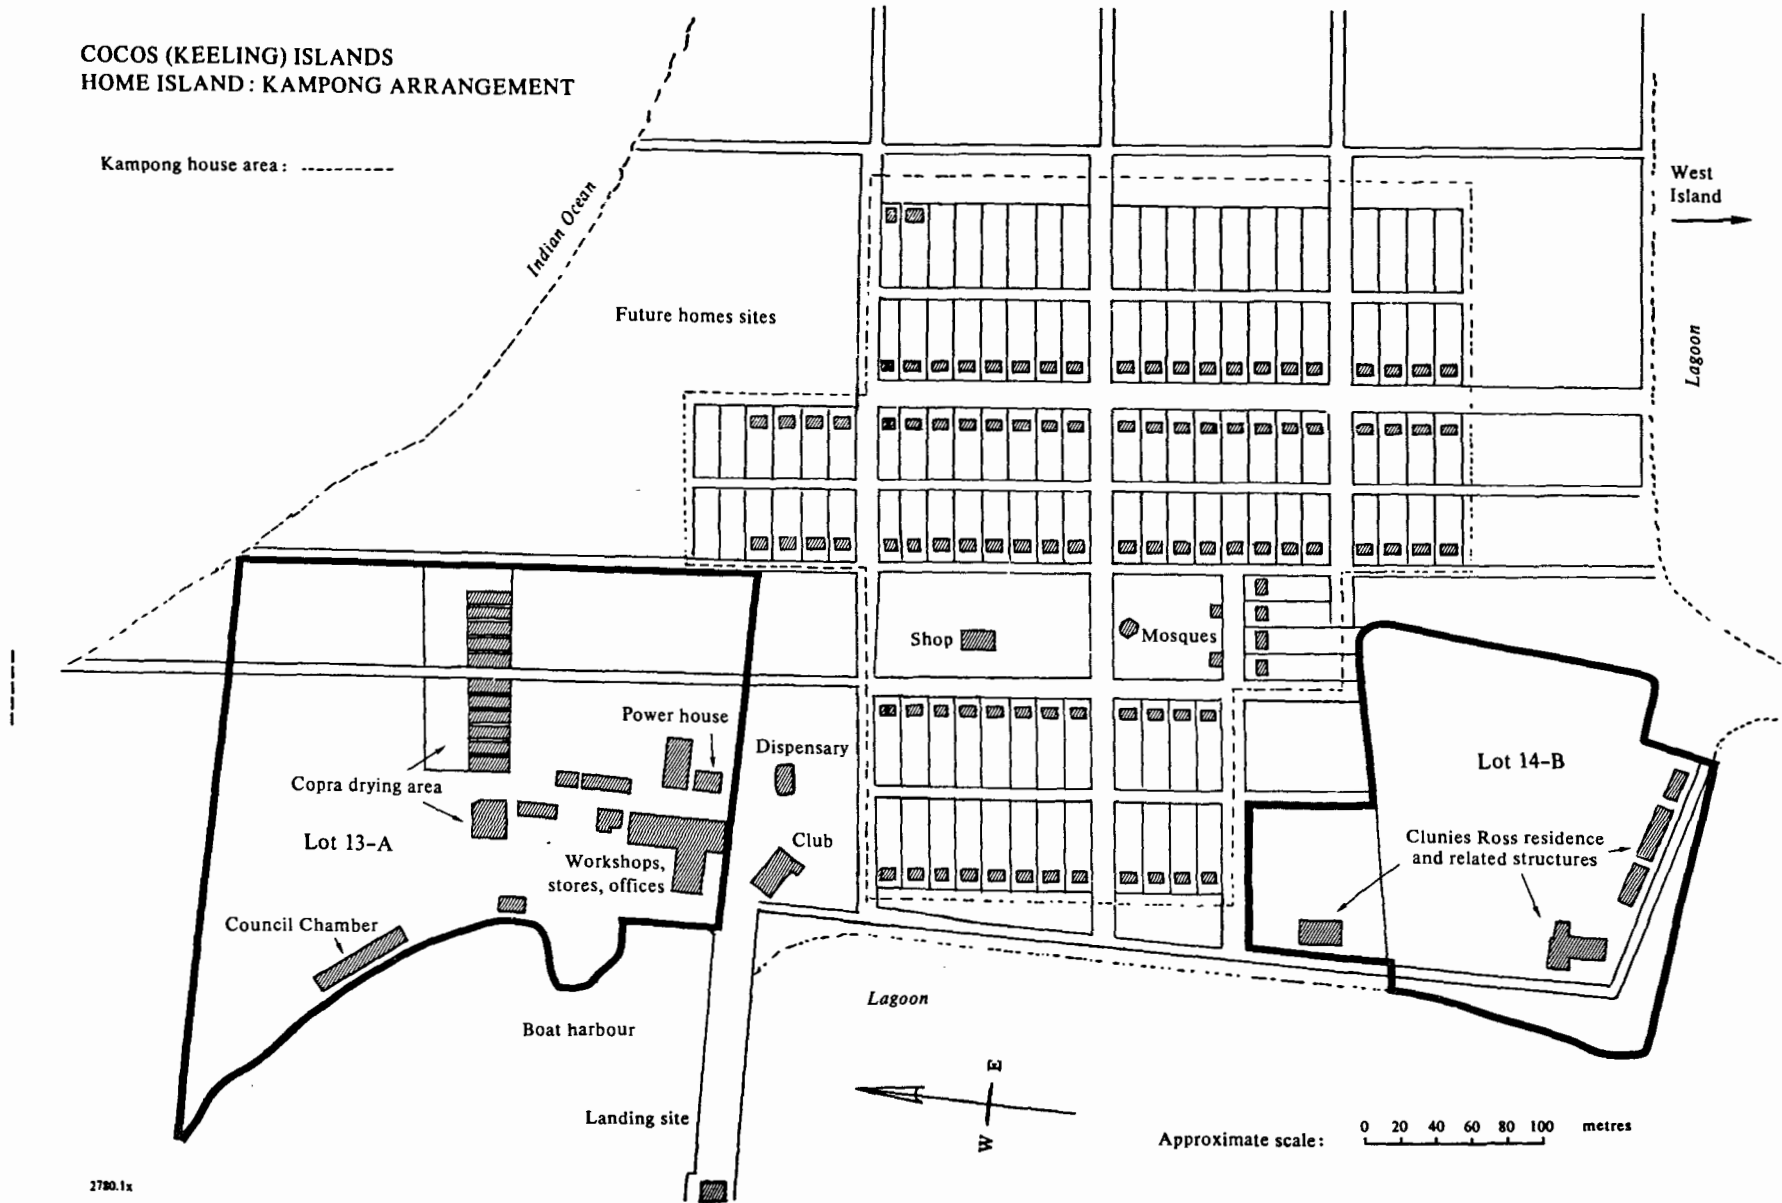 COCOS (KEELING) ISLANDS
HOME ISLAND: KAMPONG ARRANGEMENT
Kampong house area:
West
Island
Indian Ocean
Future homes sites
Lagoon
Shop
Mosques
Power house
Dispensary
Copra drying area
Lot 13-A
Lot 14-B
Club
Workshops,
stores, offices
Clunies Ross residence
and related structures
Council Chamber
Lagoon
Boat harbour
Landing site
E
W
Approximate scale: 0 20 40 60 80 100 metres
2780.1x